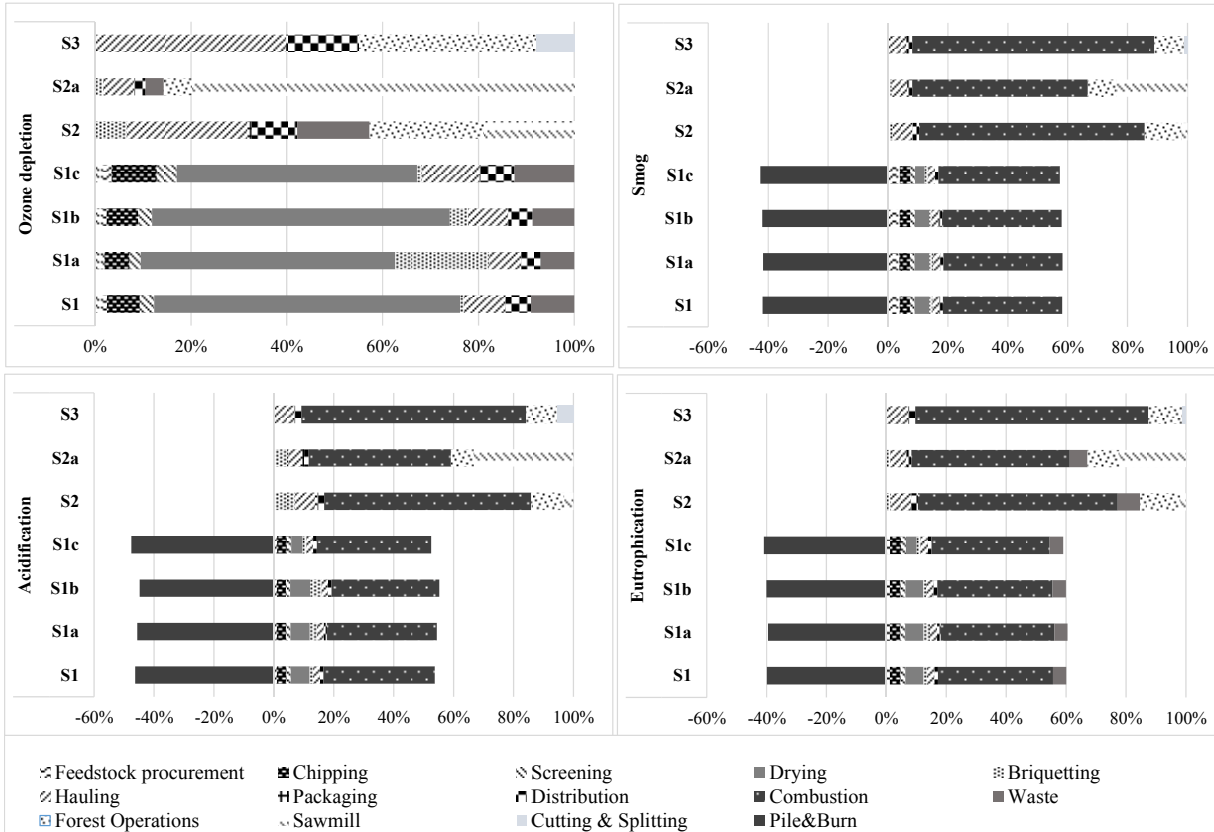 S3
S2a
S2
S1c
S1b
S1a
S1
Ozone depletion
0% 20% 40% 60% 80% 100%
S3
S2a
S2
S1c
S1b
S1a
S1
Smog
-60% -40% -20% 0% 20% 40% 60% 80% 100%
S3
S2a
S2
S1c
S1b
S1a
S1
Acidification
-60% -40% -20% 0% 20% 40% 60% 80% 100%
S3
S2a
S2
S1c
S1b
S1a
S1
Eutrophication
-60% -40% -20% 0% 20% 40% 60% 80% 100%
Feedstock procurement Chipping Screening Drying Briquetting
Hauling Packaging Distribution Combustion Waste
Forest Operations Sawmill Cutting & Splitting Pile&Burn